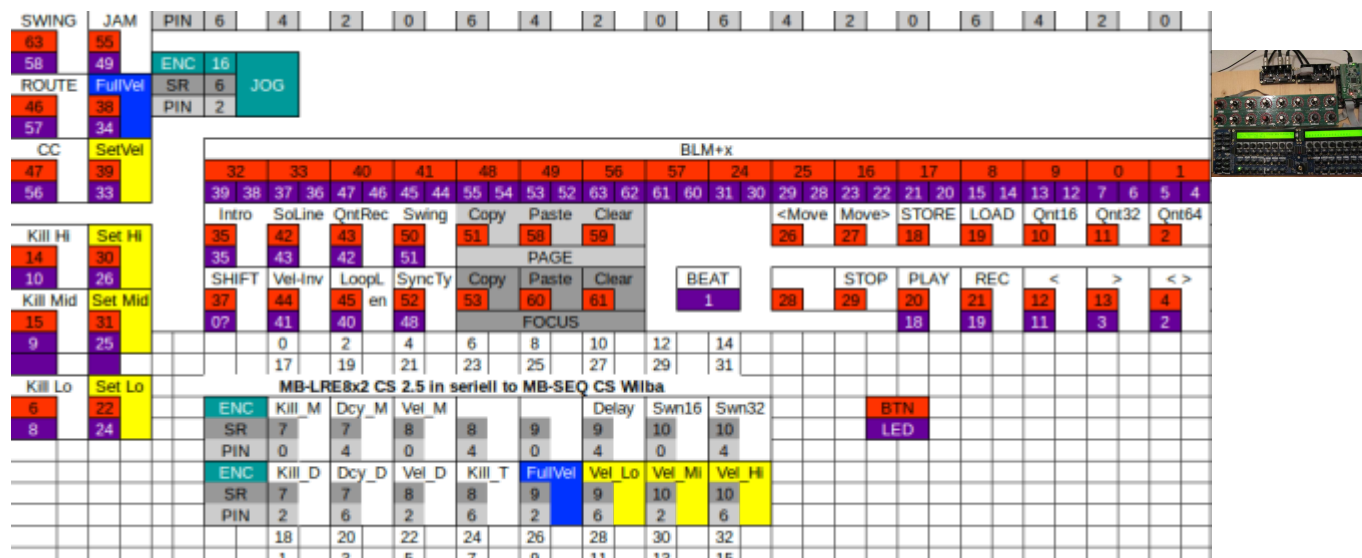 SWING JAM PIN 6 4 2 0 6 4 2 0 6 4 2 0 6 4 2 0
63 55
58 49 ENC 16
ROUTE FullVel SR 6 JOG
46 38 PIN 2
57 34
CC SetVel BLM+x
47 39 32 33 40 41 48 49 56 57 24 25 16 17 8 9 0 1
56 33 39 38 37 36 47 46 45 44 55 54 53 52 63 62 61 60 31 30 29 28 23 22 21 20 15 14 13 12 7 6 5 4
Intro SoLine QntRec Swing Copy Paste Clear <Move Move> STORE LOAD Qnt16 Qnt32 Qnt64
Kill Hi Set Hi 35 42 43 50 51 58 59 26 27 18 19 10 11 2
14 30 35 43 42 51 PAGE
10 26 SHIFT Vel-Inv LoopL SyncTy Copy Paste Clear BEAT STOP PLAY REC < > < >
Kill Mid Set Mid 37 44 45 en 52 53 60 61 1 28 29 20 21 12 13 4
15 31 0? 41 40 48 FOCUS 18 19 11 3 2
9 25 0 2 4 6 8 10 12 14
17 19 21 23 25 27 29 31
Kill Lo Set Lo MB-LRE8x2 CS 2.5 in seriell to MB-SEQ CS Wilba
6 22 ENC Kill_M Dcy_M Vel_M Delay Swn16 Swn32 BTN
8 24 SR 7 7 8 8 9 9 10 10 LED
PIN 0 4 0 4 0 4 0 4
ENC Kill_D Dcy_D Vel_D Kill_T FullVel Vel_Lo Vel_Mi Vel_Hi
SR 7 7 8 8 9 9 10 10
PIN 2 6 2 6 2 6 2 6
18 20 22 24 26 28 30 32
1 3 5 7 9 11 13 15